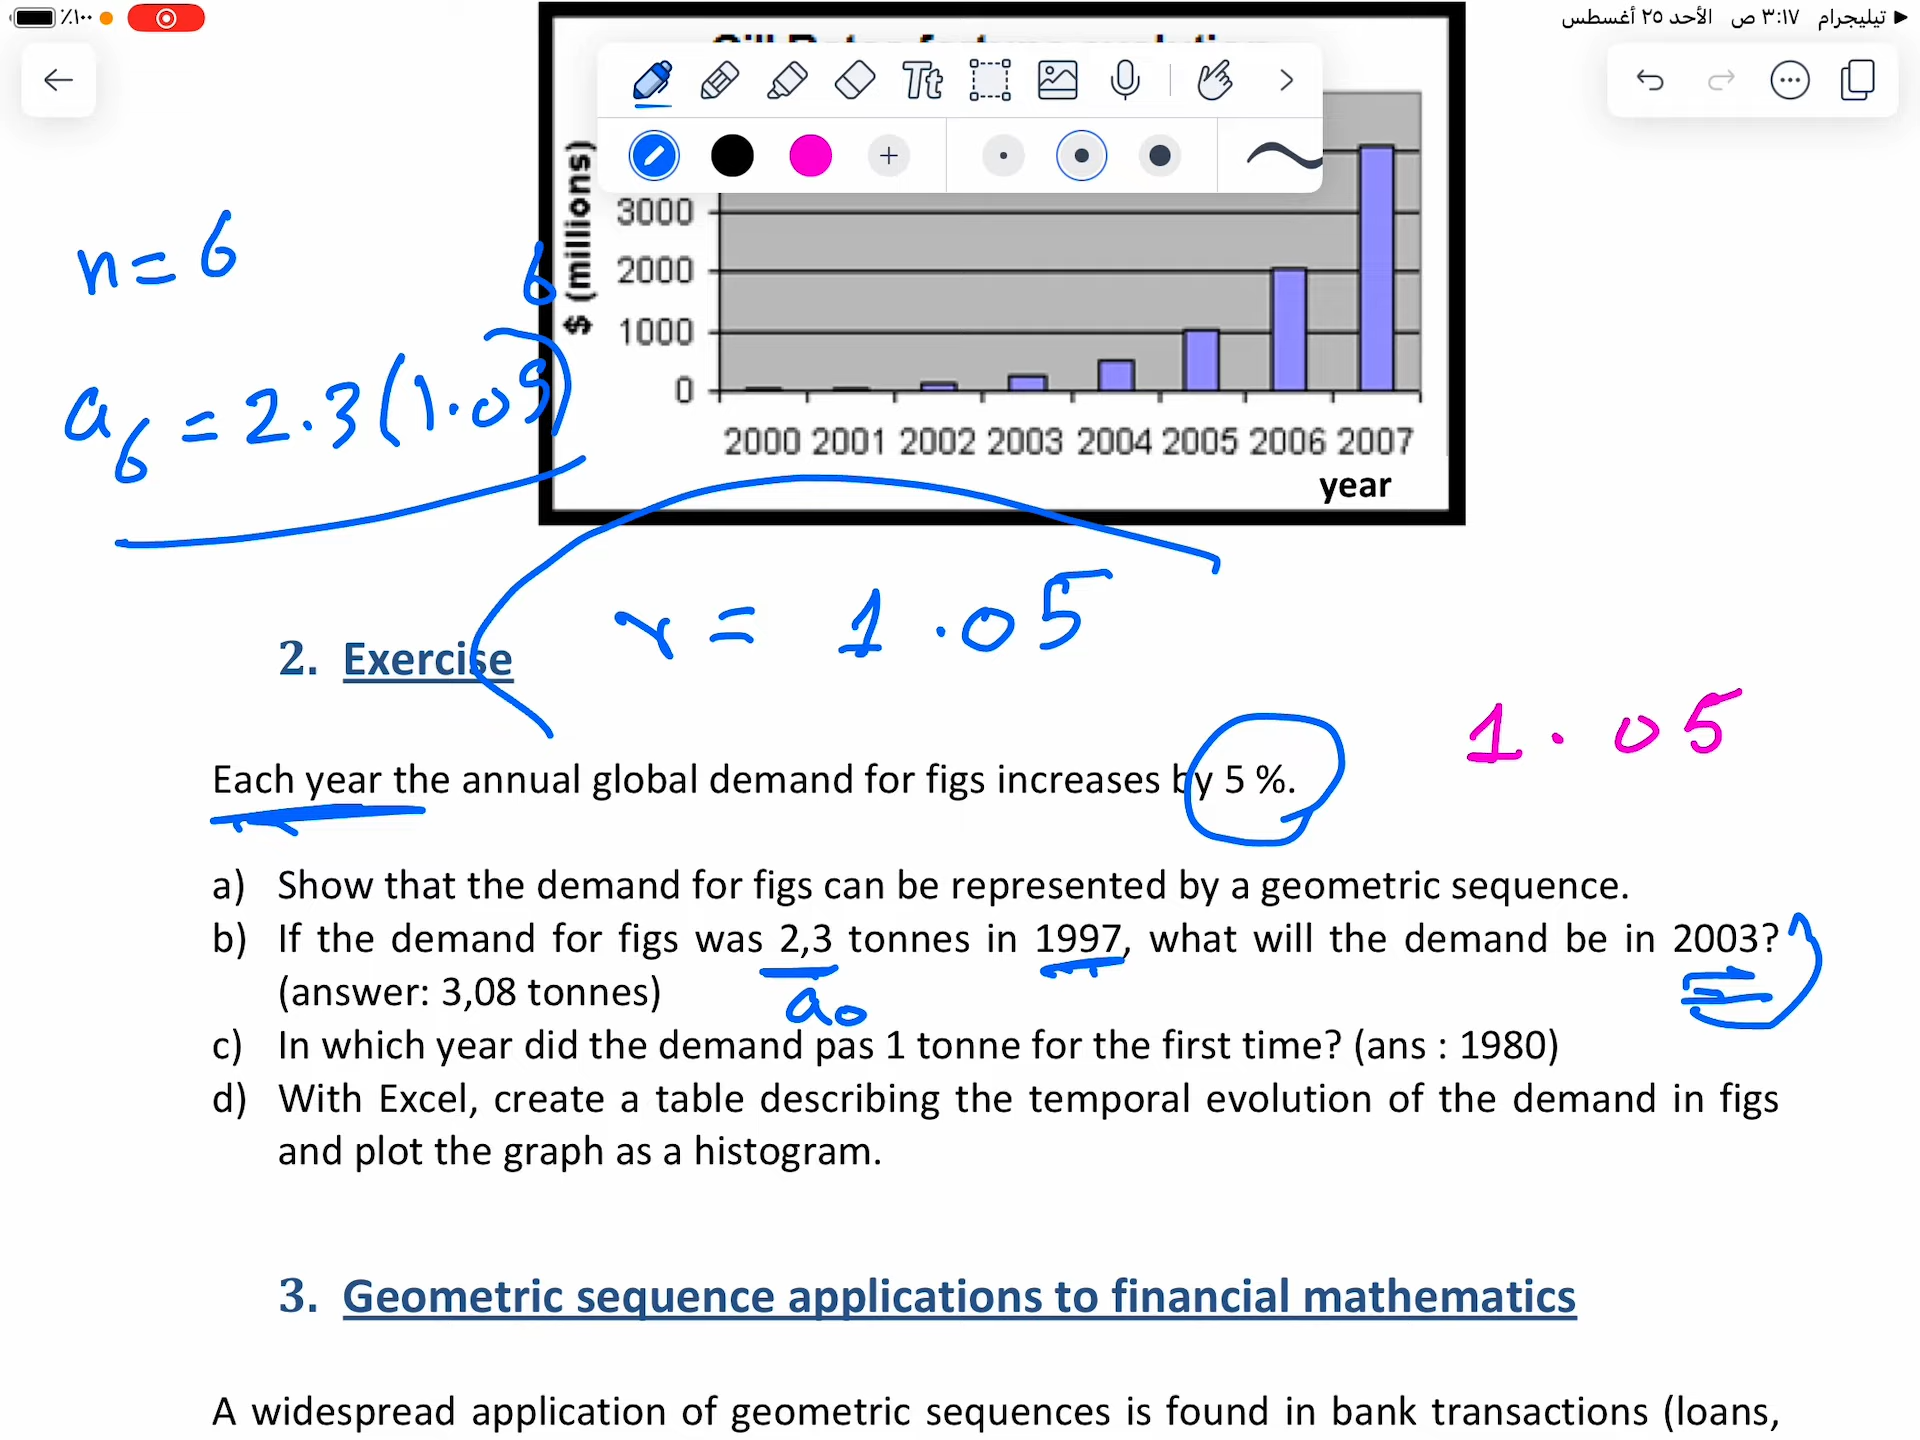 ٪١٠٠
تيليجرام ٣:١٧ ص الأحد ٢٥ أغسطس
Tt
$ (millions)
3000
2000
1000
0
2000 2001 2002 2003 2004 2005 2006 2007
year
n = 6
6
a6 = 2.3(1.05)
r = 1.05
2. Exercise
1.05
Each year the annual global demand for figs increases by 5 %.
a) Show that the demand for figs can be represented by a geometric sequence.
b) If the demand for figs was 2,3 tonnes in 1997, what will the demand be in 2003?
(answer: 3,08 tonnes)
a0
c) In which year did the demand pas 1 tonne for the first time? (ans : 1980)
d) With Excel, create a table describing the temporal evolution of the demand in figs
and plot the graph as a histogram.
3. Geometric sequence applications to financial mathematics
A widespread application of geometric sequences is found in bank transactions (loans,